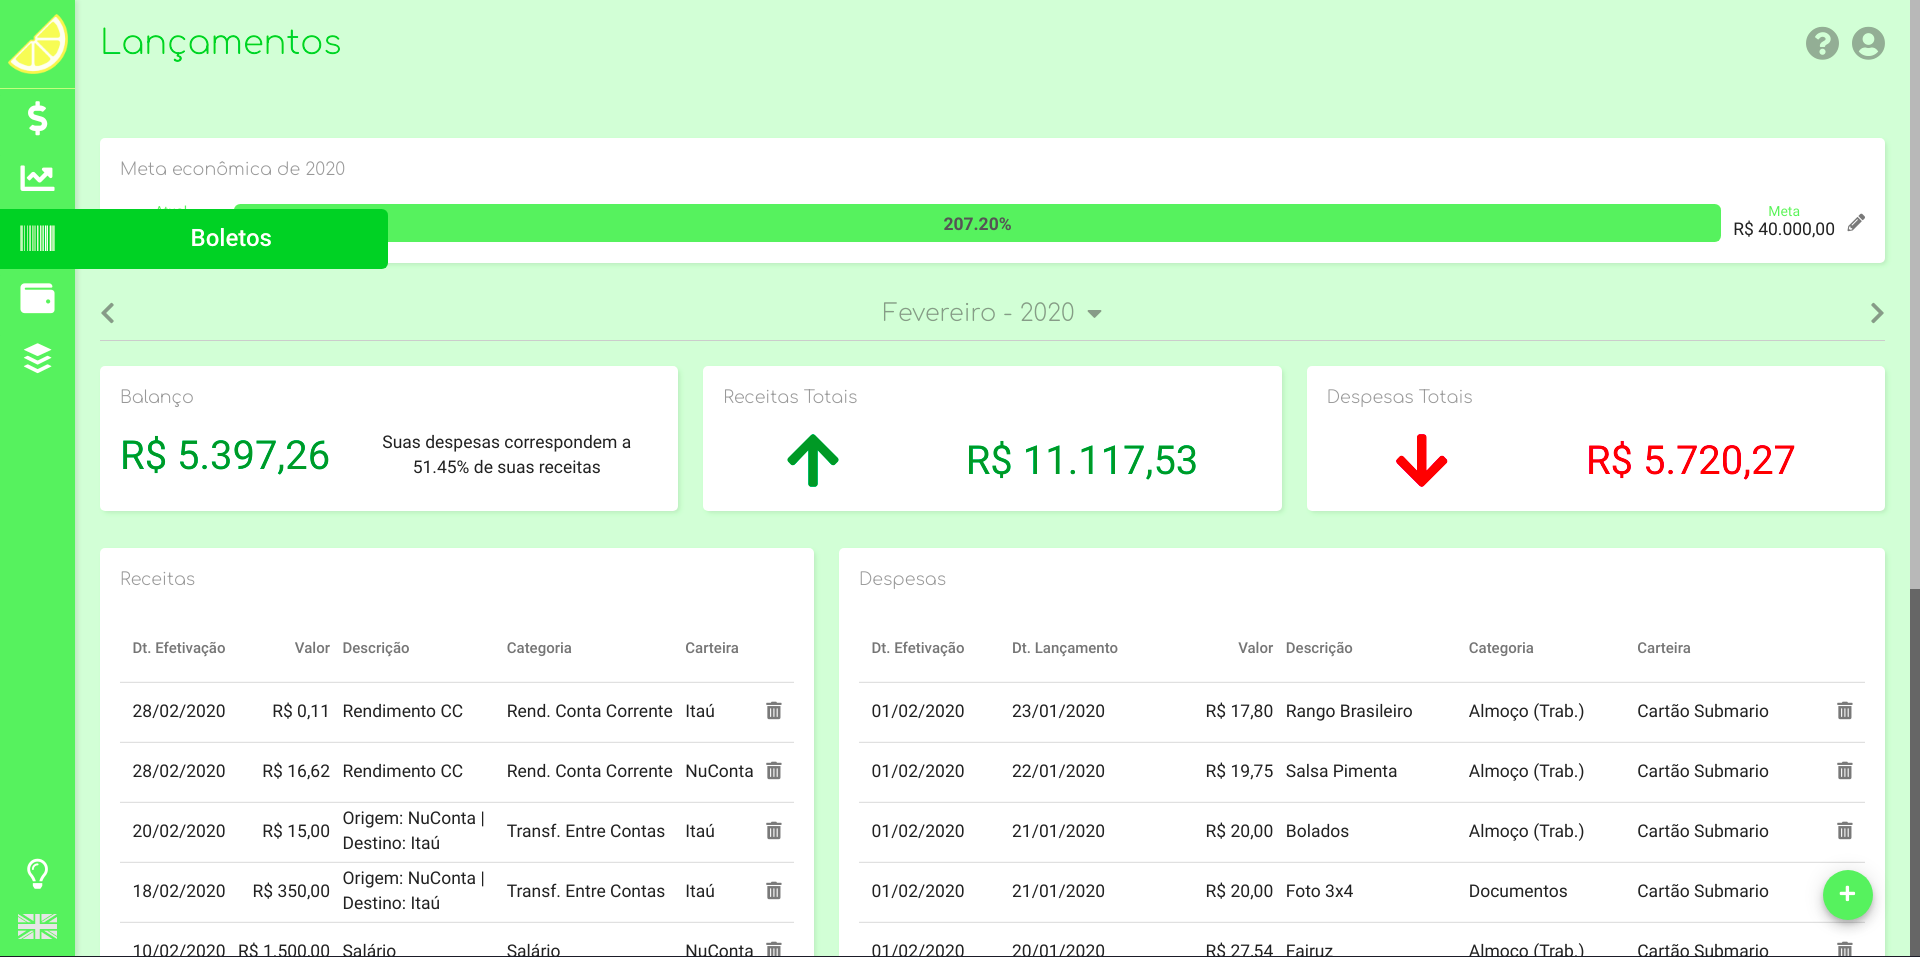 Lançamentos
Meta econômica de 2020
207.20%
Meta
R$ 40.000,00
Boletos
Fevereiro - 2020
Balanço
R$ 5.397,26
Suas despesas correspondem a
51.45% de suas receitas
Receitas Totais
R$ 11.117,53
Despesas Totais
R$ 5.720,27
Receitas
Dt. Efetivação Valor Descrição Categoria Carteira
28/02/2020 R$ 0,11 Rendimento CC Rend. Conta Corrente Itaú
28/02/2020 R$ 16,62 Rendimento CC Rend. Conta Corrente NuConta
20/02/2020 R$ 15,00 Origem: NuConta | Transf. Entre Contas Itaú
Destino: Itaú
18/02/2020 R$ 350,00 Origem: NuConta | Transf. Entre Contas Itaú
Destino: Itaú
10/02/2020 R$ 1.500,00 Salário Salário NuConta
Despesas
Dt. Efetivação Dt. Lançamento Valor Descrição Categoria Carteira
01/02/2020 23/01/2020 R$ 17,80 Rango Brasileiro Almoço (Trab.) Cartão Submario
01/02/2020 22/01/2020 R$ 19,75 Salsa Pimenta Almoço (Trab.) Cartão Submario
01/02/2020 21/01/2020 R$ 20,00 Bolados Almoço (Trab.) Cartão Submario
01/02/2020 21/01/2020 R$ 20,00 Foto 3x4 Documentos Cartão Submario
01/02/2020 20/01/2020 R$ 27,54 Fairuz Almoço (Trab.) Cartão Submario